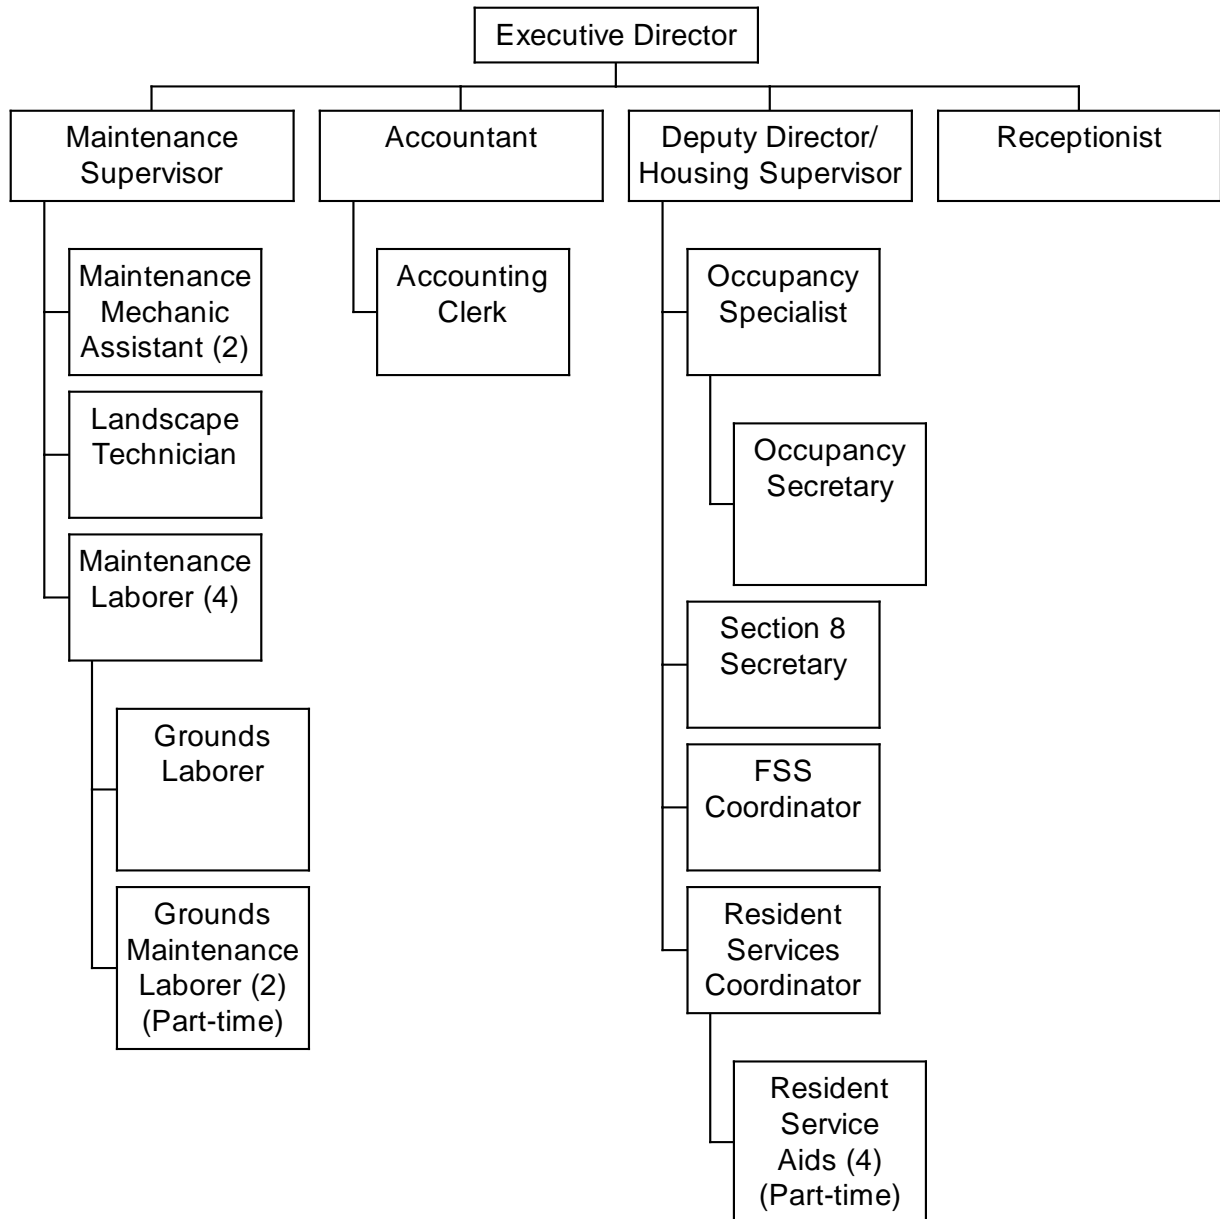 Executive Director
Maintenance
Supervisor
Accountant
Deputy Director/
Housing Supervisor
Receptionist
Maintenance
Mechanic
Assistant (2)
Landscape
Technician
Maintenance
Laborer (4)
Grounds
Laborer
Grounds
Maintenance
Laborer (2)
(Part-time)
Accounting
Clerk
Occupancy
Specialist
Occupancy
Secretary
Section 8
Secretary
FSS
Coordinator
Resident
Services
Coordinator
Resident
Service
Aids (4)
(Part-time)